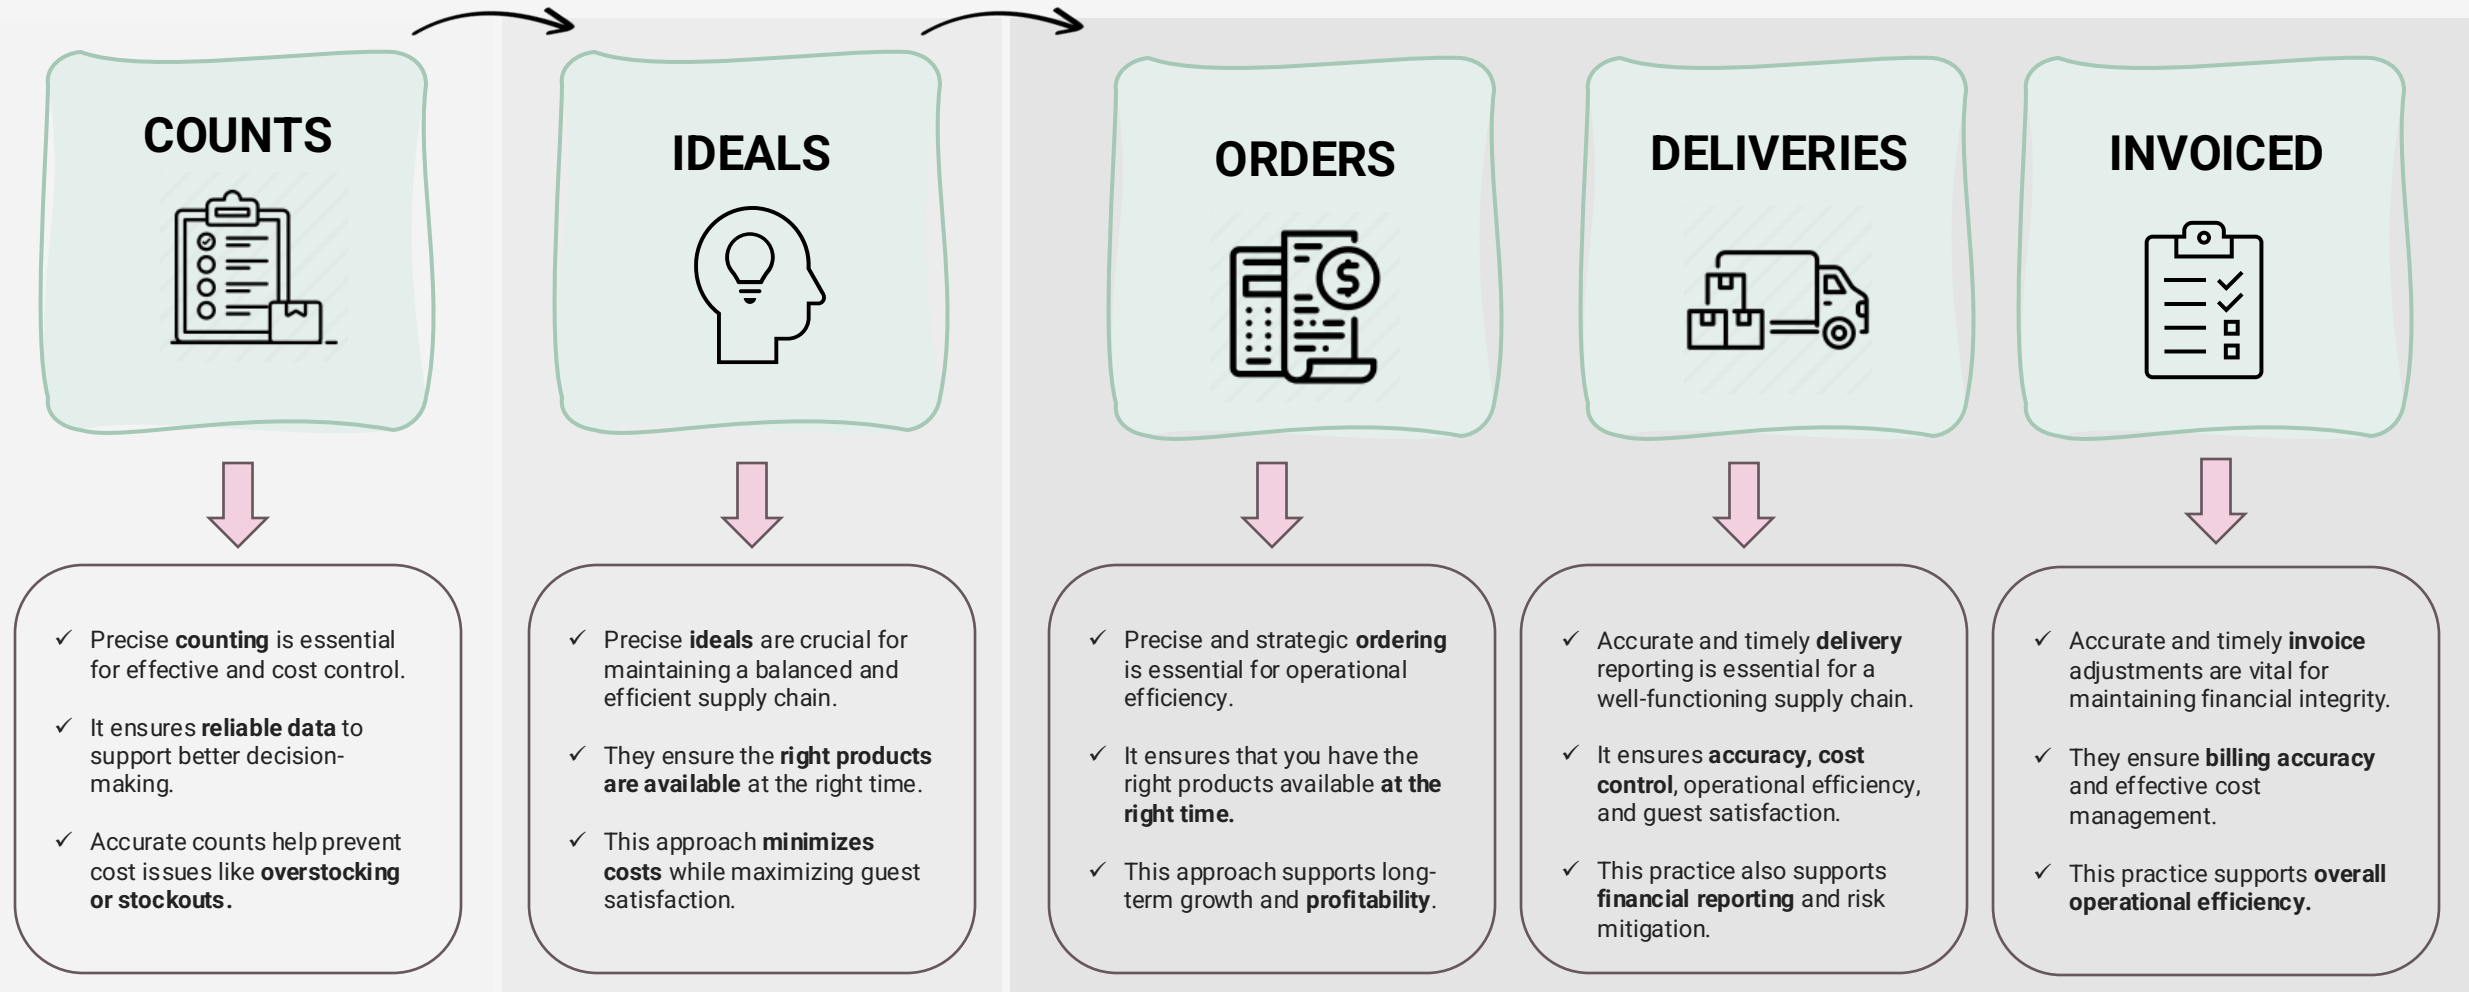 COUNTS
Precise counting is essential
for effective and cost control.
It ensures reliable data to
support better decision-
making.
Accurate counts help prevent
cost issues like overstocking
or stockouts.
IDEALS
Precise ideals are crucial for
maintaining a balanced and
efficient supply chain.
They ensure the right products
are available at the right time.
This approach minimizes
costs while maximizing guest
satisfaction.
ORDERS
Precise and strategic ordering
is essential for operational
efficiency.
It ensures that you have the
right products available at the
right time.
This approach supports long-
term growth and profitability.
DELIVERIES
Accurate and timely delivery
reporting is essential for a
well-functioning supply chain.
It ensures accuracy, cost
control, operational efficiency,
and guest satisfaction.
This practice also supports
financial reporting and risk
mitigation.
INVOICED
Accurate and timely invoice
adjustments are vital for
maintaining financial integrity.
They ensure billing accuracy
and effective cost
management.
This practice supports overall
operational efficiency.